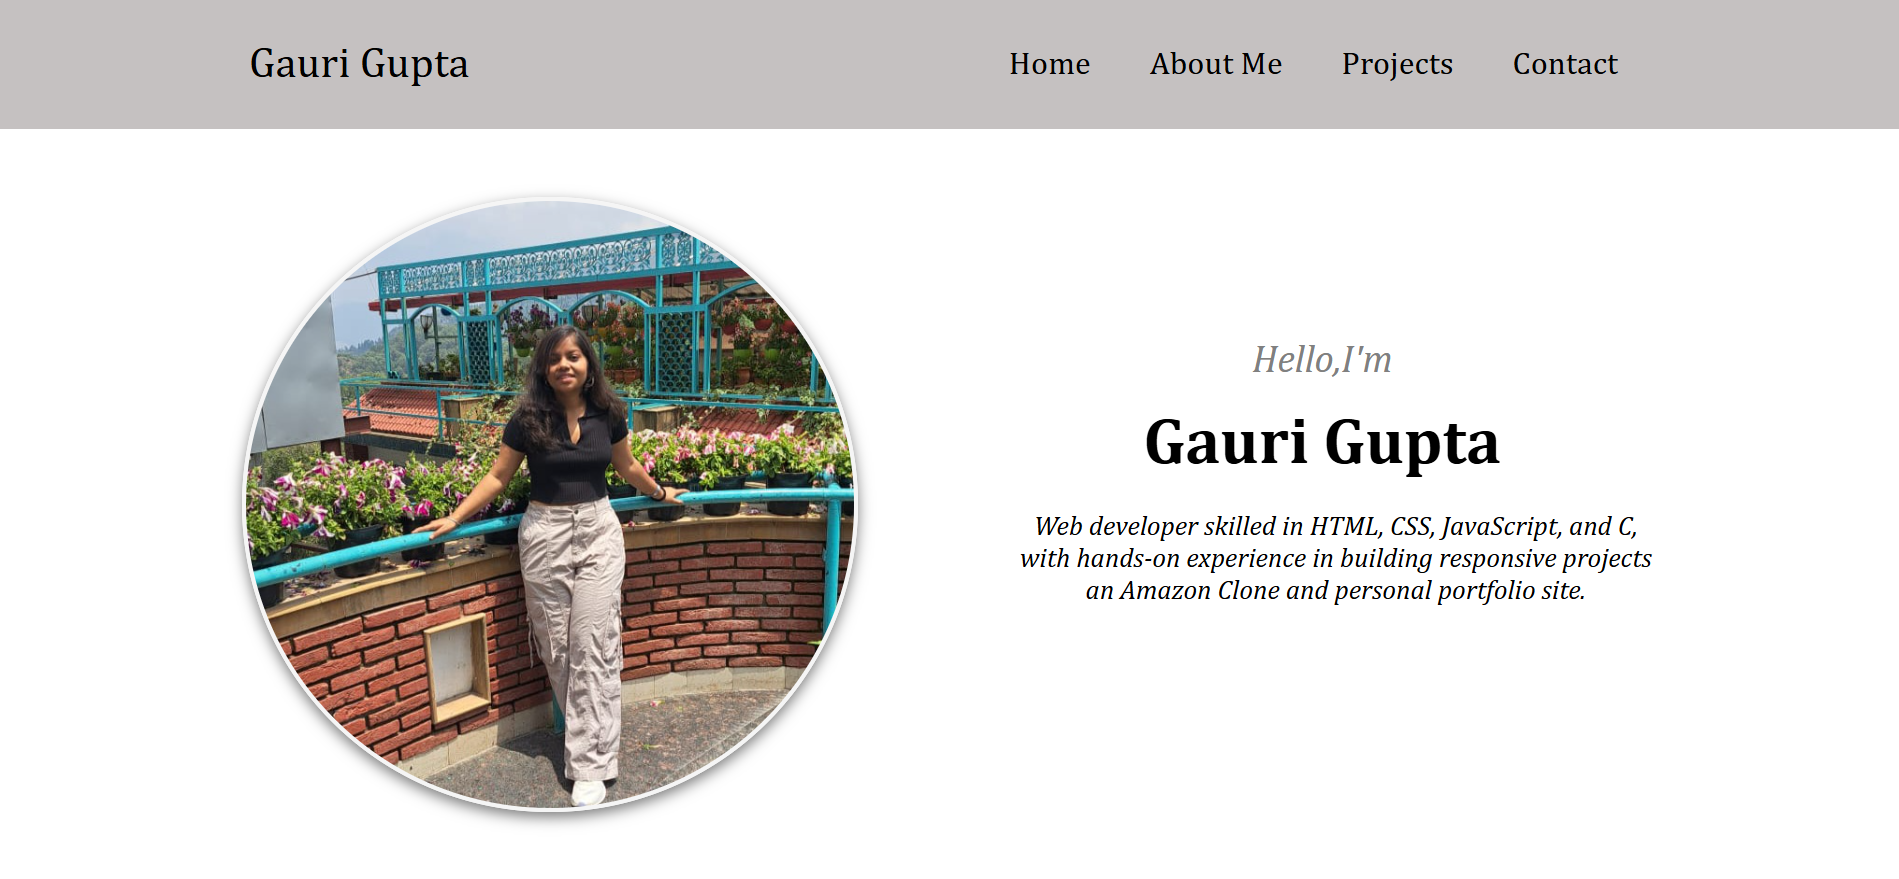 Gauri Gupta
Home
About Me
Projects
Contact
Hello,I'm
Gauri Gupta
Web developer skilled in HTML, CSS, JavaScript, and C,
with hands-on experience in building responsive projects
an Amazon Clone and personal portfolio site.